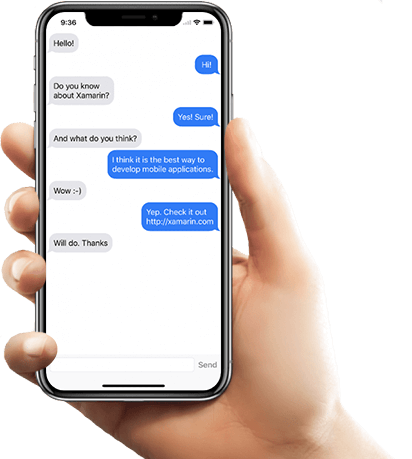 9:36
Hello!
Hi!
Do you know
about Xamarin?
Yes! Sure!
And what do you think?
I think it is the best way to
develop mobile applications.
Wow :-)
Yep. Check it out
http://xamarin.com
Will do. Thanks
Send